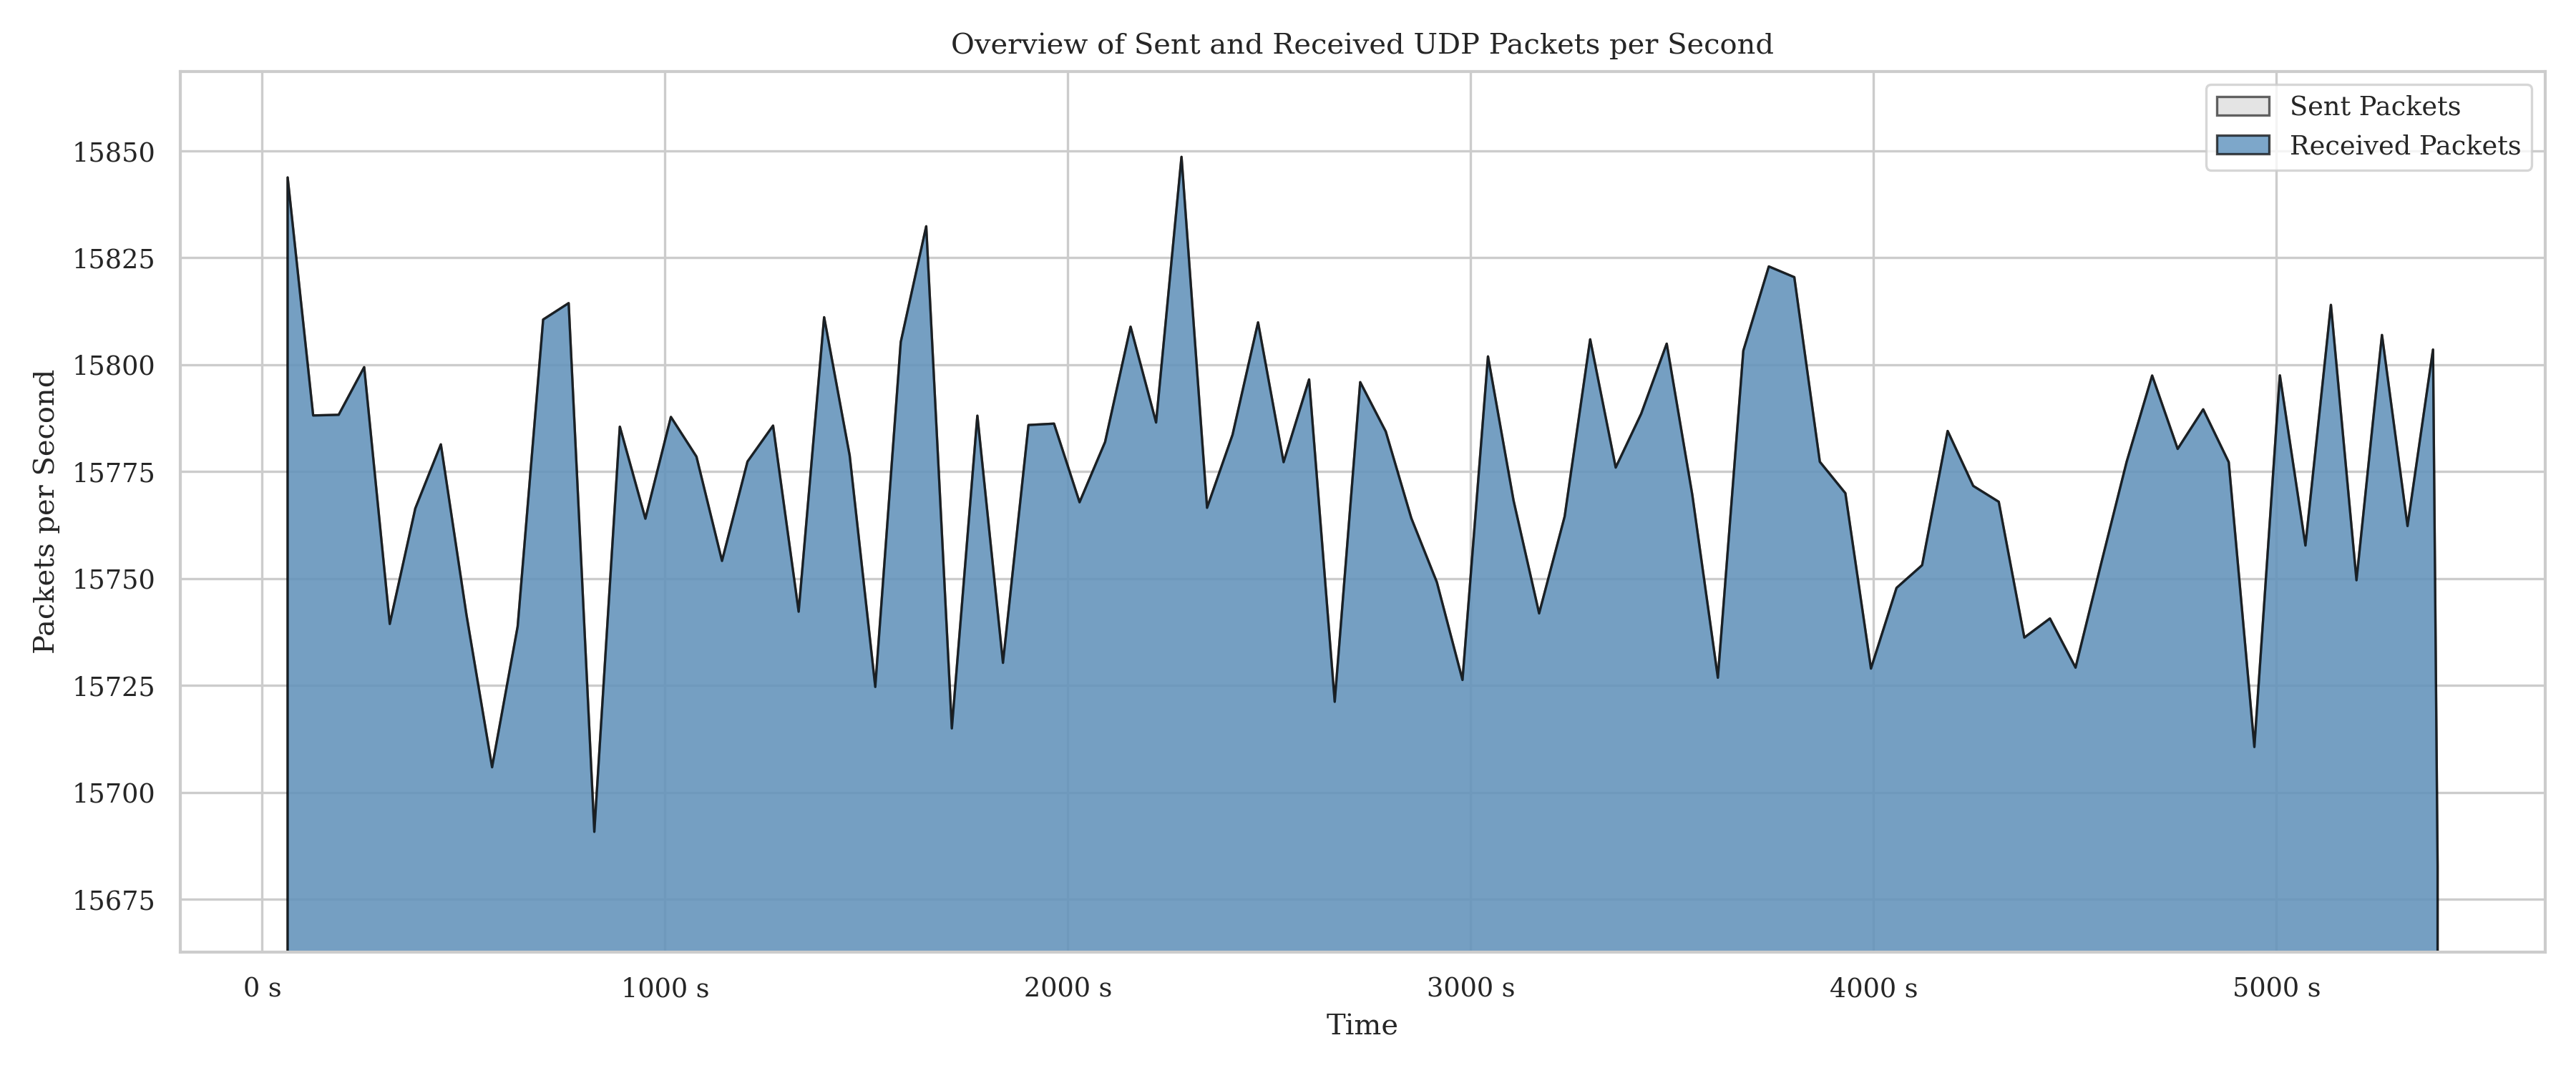 Overview of Sent and Received UDP Packets per Second
Sent Packets
Received Packets
15850
15825
15800
15775
15750
15725
15700
15675
Packets per Second
0 s
1000 s
2000 s
3000 s
4000 s
5000 s
Time